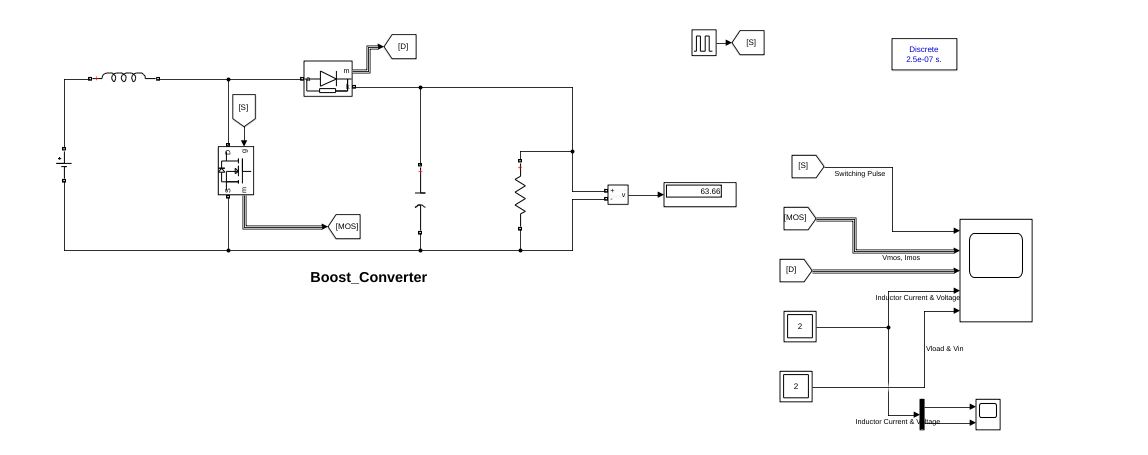 [D]
[S]
Discrete
2.5e-07 s.
m
a
k
[S]
D
g
S
m
[MOS]
+
-
v
63.66
Boost_Converter
[S]
Switching Pulse
[MOS]
Vmos, Imos
[D]
Inductor Current & Voltage
2
Vload & Vin
2
Inductor Current & Voltage